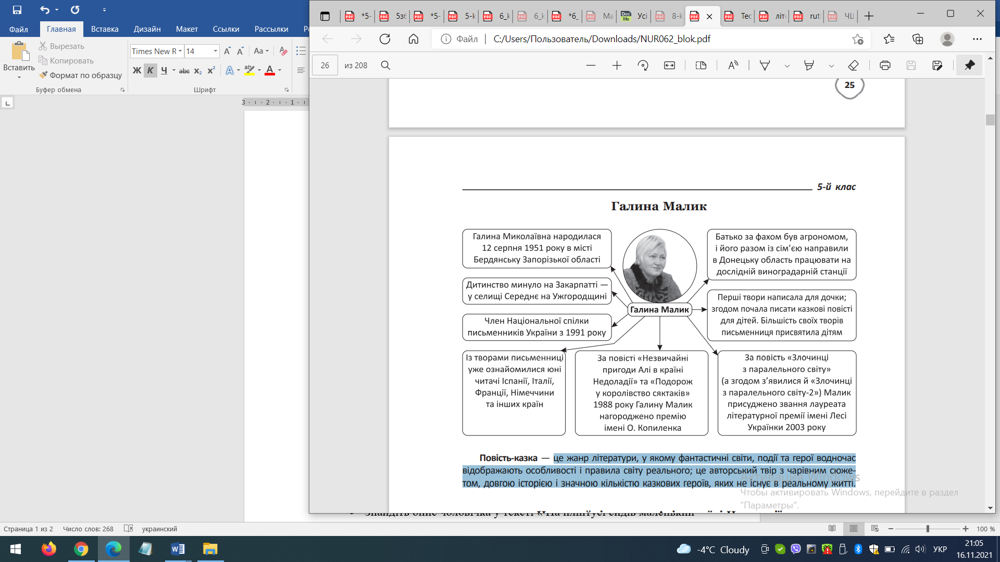 *5-
5зб
*5-
5-k
6_k
6_k
*6_
Ма
Усі
8-k
Тес
літ
ruti
ЧЦ
Файл
Главная
Вставка
Дизайн
Макет
Ссылки
Рассылки
Файл
C:/Users/Пользователь/Downloads/NUR062_blok.pdf
Вставить
Вырезать
Копировать
Формат по образцу
Буфер обмена
Times New R
14
Aa
Ж К Ч abc x₂ x²
Шрифт
26 из 208
3 · ı · 2 · ı · 1 · ı
25
5-й клас
Галина Малик
Галина Миколаївна народилася
12 серпня 1951 року в місті
Бердянську Запорізької області
Батько за фахом був агрономом,
і його разом із сім’єю направили
в Донецьку область працювати на
дослідній виноградарній станції
Дитинство минуло на Закарпатті —
у селищі Середнє на Ужгородщині
Перші твори написала для дочки;
згодом почала писати казкові повісті
для дітей. Більшість своїх творів
письменниця присвятила дітям
Галина Малик
Член Національної спілки
письменників України з 1991 року
Із творами письменниці
уже ознайомилися юні
читачі Іспанії, Італії,
Франції, Німеччини
та інших країн
За повісті «Незвичайні
пригоди Алі в країні
Недоладії» та «Подорож
у королівство сяктаків»
1988 року Галину Малик
нагороджено премію
імені О. Копиленка
За повість «Злочинці
з паралельного світу»
(а згодом з’явилися й «Злочинці
з паралельного світу-2») Малик
присуджено звання лауреата
літературної премії імені Лесі
Українки 2003 року
Повість-казка — це жанр літератури, у якому фантастичні світи, події та герої водночас
відображають особливості і правила світу реального; це авторський твір з чарівним сюже-
том, довгою історією і значною кількістю казкових героїв, яких не існує в реальному житті.
Активация Windows
Чтобы активировать Windows, перейдите в раздел
"Параметры".
Страница 1 из 2
Число слов: 268
украинский
100 %
-4°C Cloudy
УКР
21:05
16.11.2021